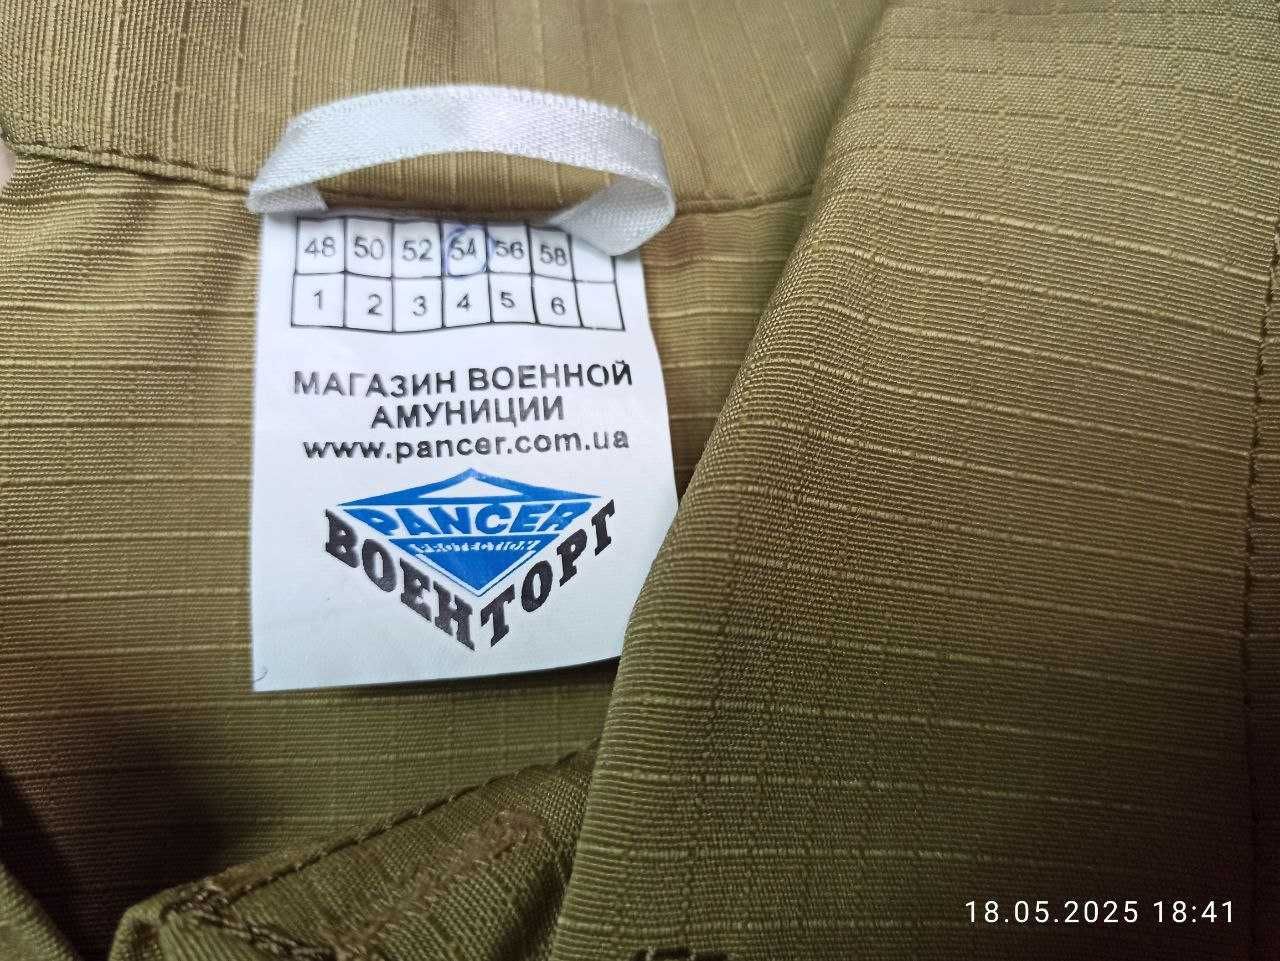 48 50 52 54 56 58
1 2 3 4 5 6
МАГАЗИН ВОЕННОЙ
АМУНИЦИИ
www.pancer.com.ua
PANCER
PROTECTION
ВОЕНТОРГ
18.05.2025 18:41